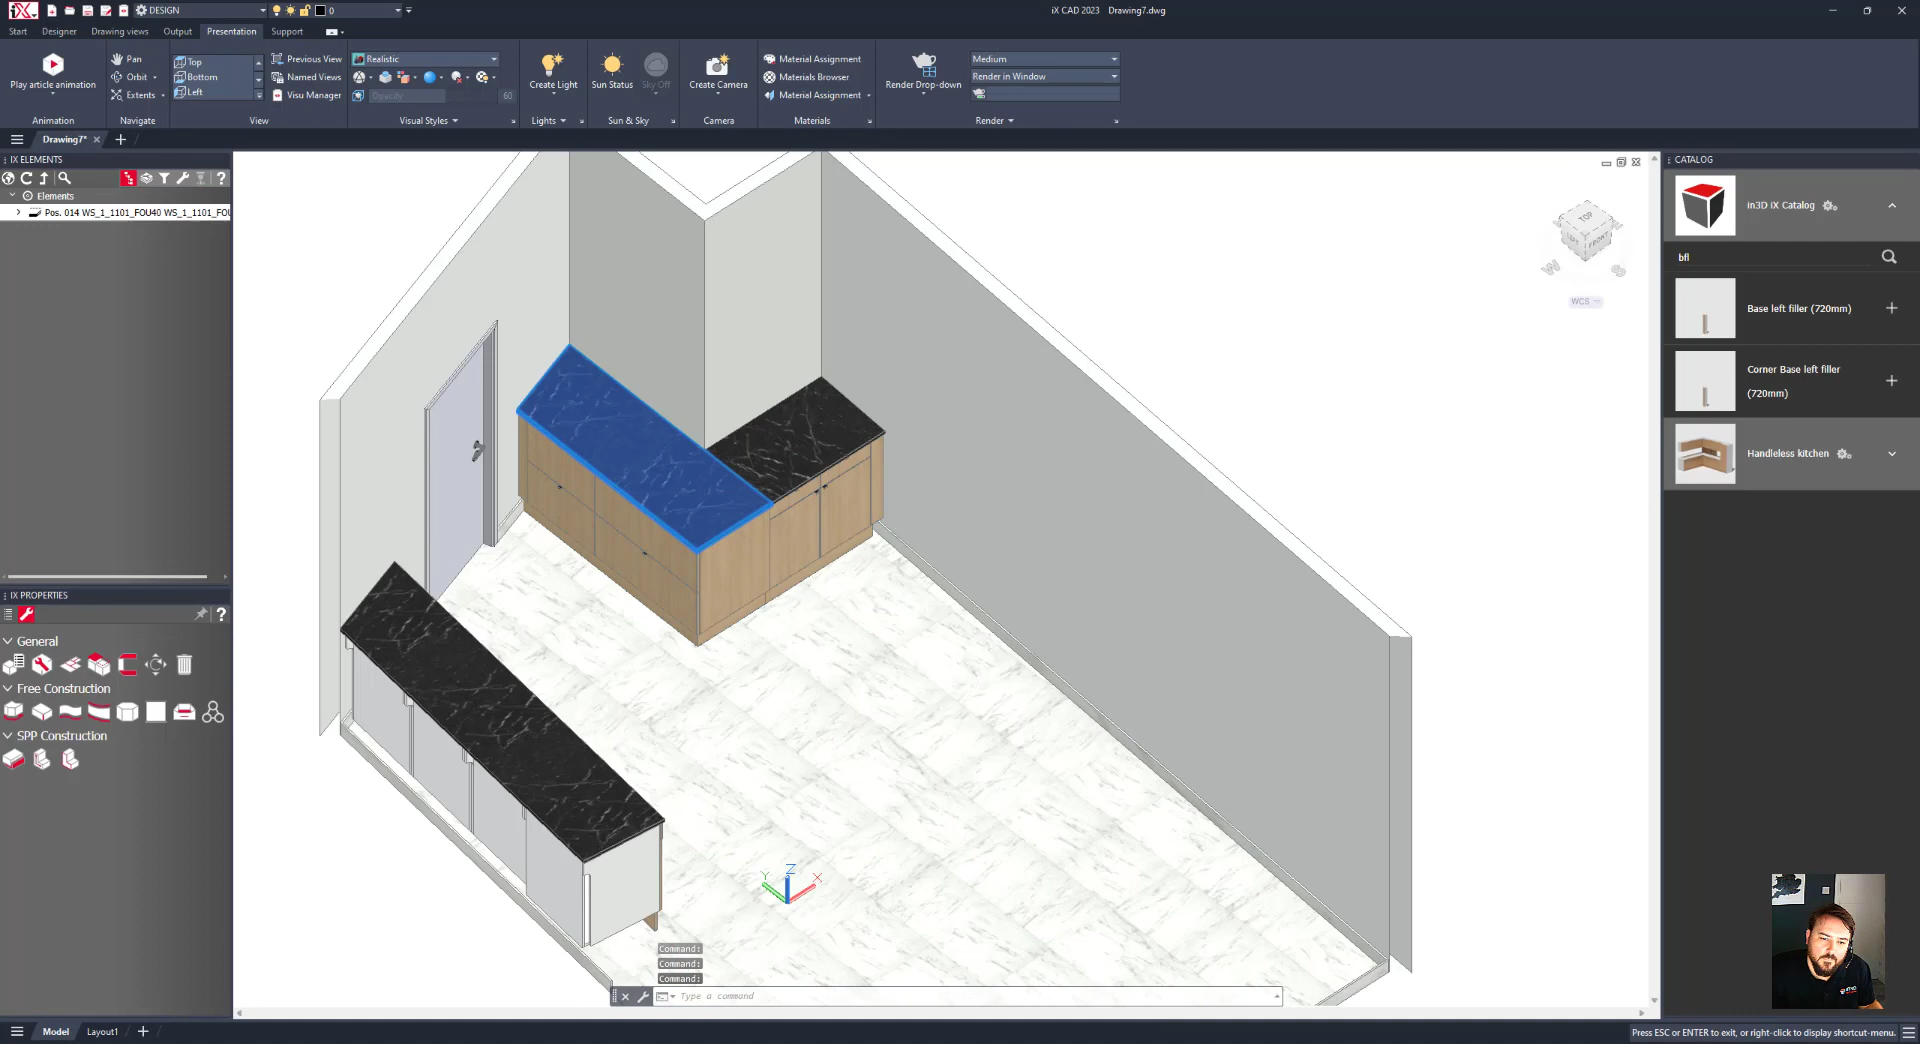 iX.
DESIGN
0
iX CAD 2023 Drawing7.dwg
Start Designer Drawing views Output Presentation Support
Play article animation
Animation
Pan
Orbit
Extents
Navigate
Top
Bottom
Left
Previous View
Named Views
Visu Manager
View
Realistic
Opacity 60
Visual Styles
Create Light
Lights
Sun Status
Sky Off
Sun & Sky
Create Camera
Camera
Material Assignment
Materials Browser
Material Assignment
Materials
Render Drop-down
Medium
Render in Window
Render
Drawing7*
IX ELEMENTS
Elements
Pos. 014 WS_1_1101_FOU40 WS_1_1101_FOU
IX PROPERTIES
General
Free Construction
SPP Construction
TOP
LEFT
FRONT
W
S
WCS
Z
Y
X
Command:
Command:
Command:
Type a command
CATALOG
in3D iX Catalog
bfl
Base left filler (720mm)
Corner Base left filler
(720mm)
Handleless kitchen
Model Layout1
Press ESC or ENTER to exit, or right-click to display shortcut-menu.